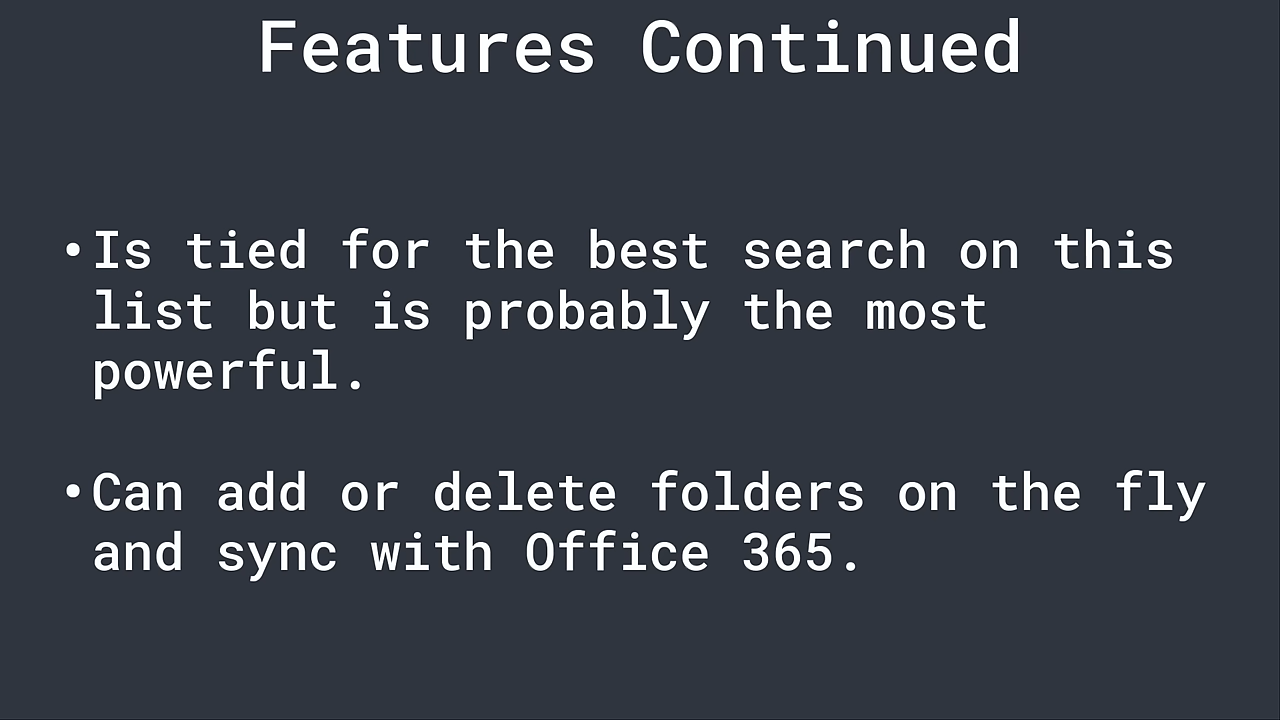 Features Continued
•Is tied for the best search on this
list but is probably the most
powerful.
•Can add or delete folders on the fly
and sync with Office 365.